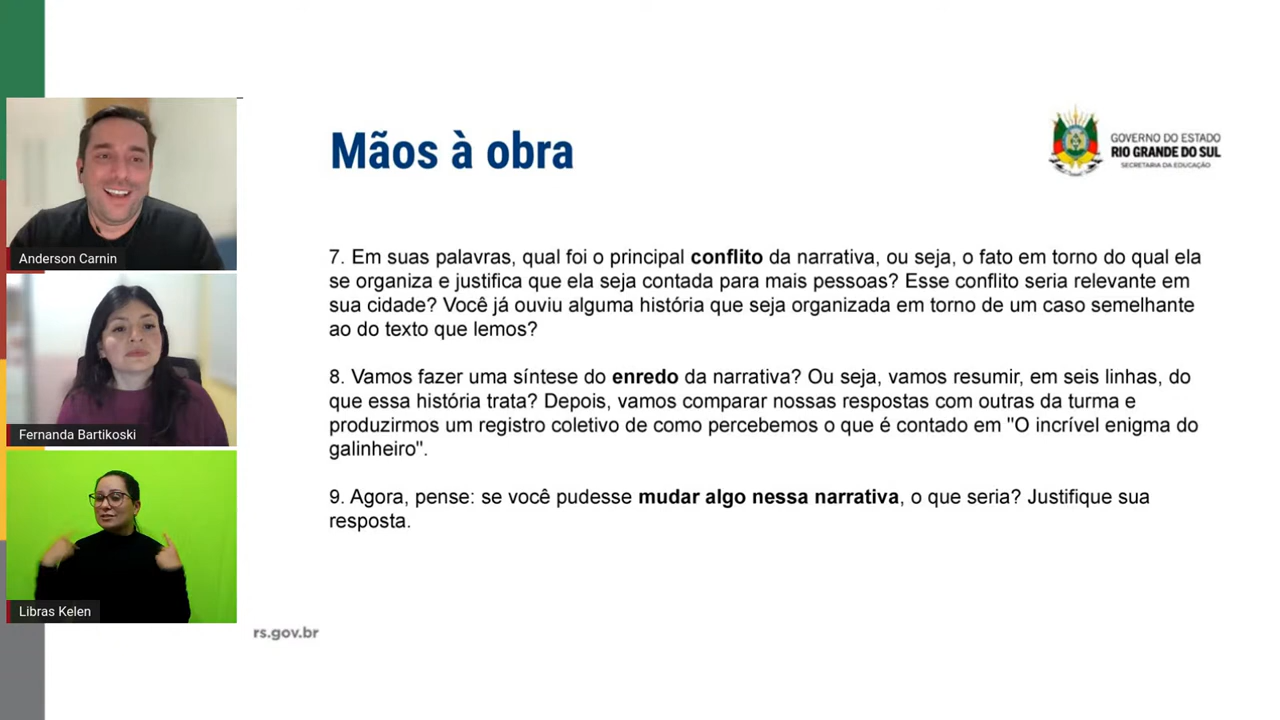 Mãos à obra
GOVERNO DO ESTADO
RIO GRANDE DO SUL
SECRETARIA DA EDUCAÇÃO
Anderson Carnin
Fernanda Bartikoski
Libras Kelen
7. Em suas palavras, qual foi o principal conflito da narrativa, ou seja, o fato em torno do qual ela
se organiza e justifica que ela seja contada para mais pessoas? Esse conflito seria relevante em
sua cidade? Você já ouviu alguma história que seja organizada em torno de um caso semelhante
ao do texto que lemos?
8. Vamos fazer uma síntese do enredo da narrativa? Ou seja, vamos resumir, em seis linhas, do
que essa história trata? Depois, vamos comparar nossas respostas com outras da turma e
produzirmos um registro coletivo de como percebemos o que é contado em "O incrível enigma do
galinheiro".
9. Agora, pense: se você pudesse mudar algo nessa narrativa, o que seria? Justifique sua
resposta.
rs.gov.br